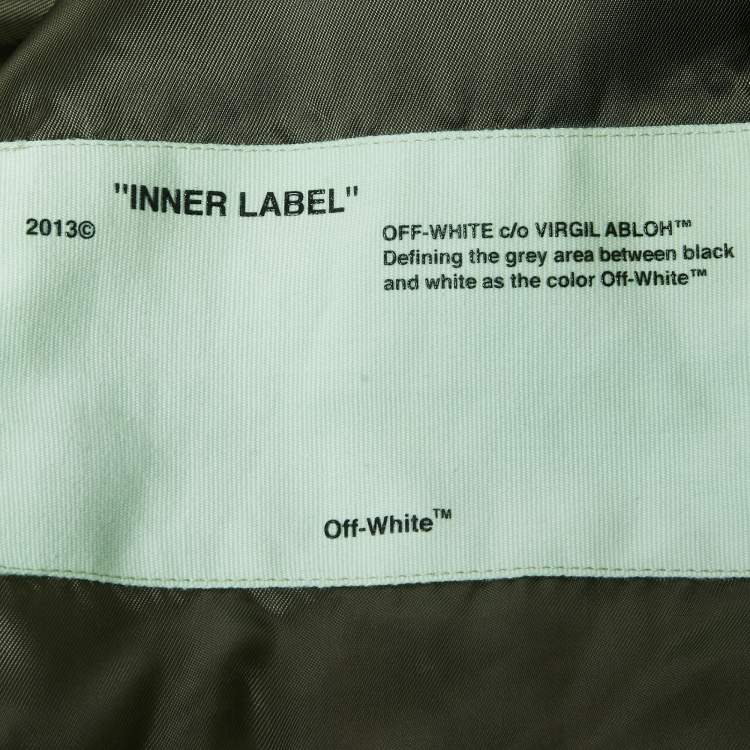 "INNER LABEL"
2013©
OFF-WHITE c/o VIRGIL ABLOH™
Defining the grey area between black
and white as the color Off-White™
Off-White™